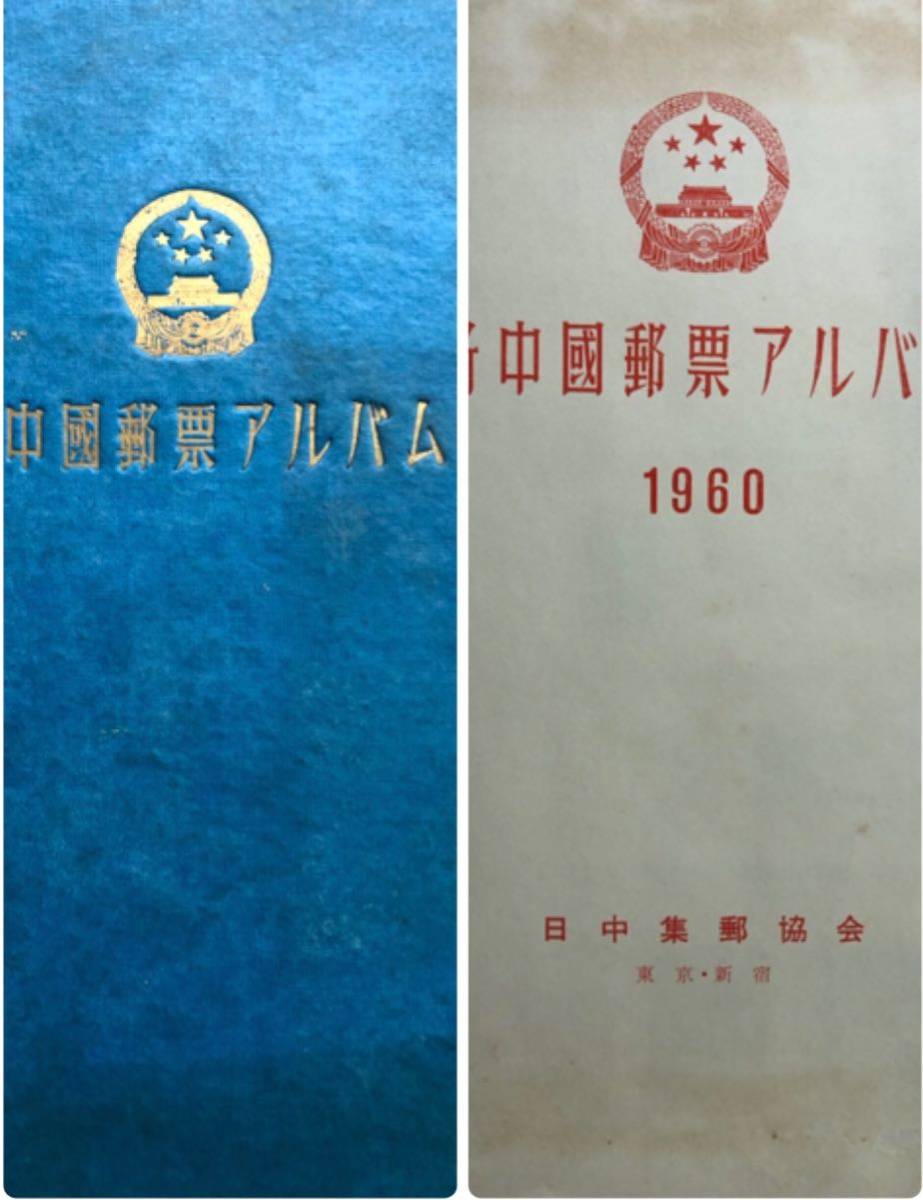 中國郵票アルバム
新中國郵票アルバ
1960
日中集郵協会
東京・新宿